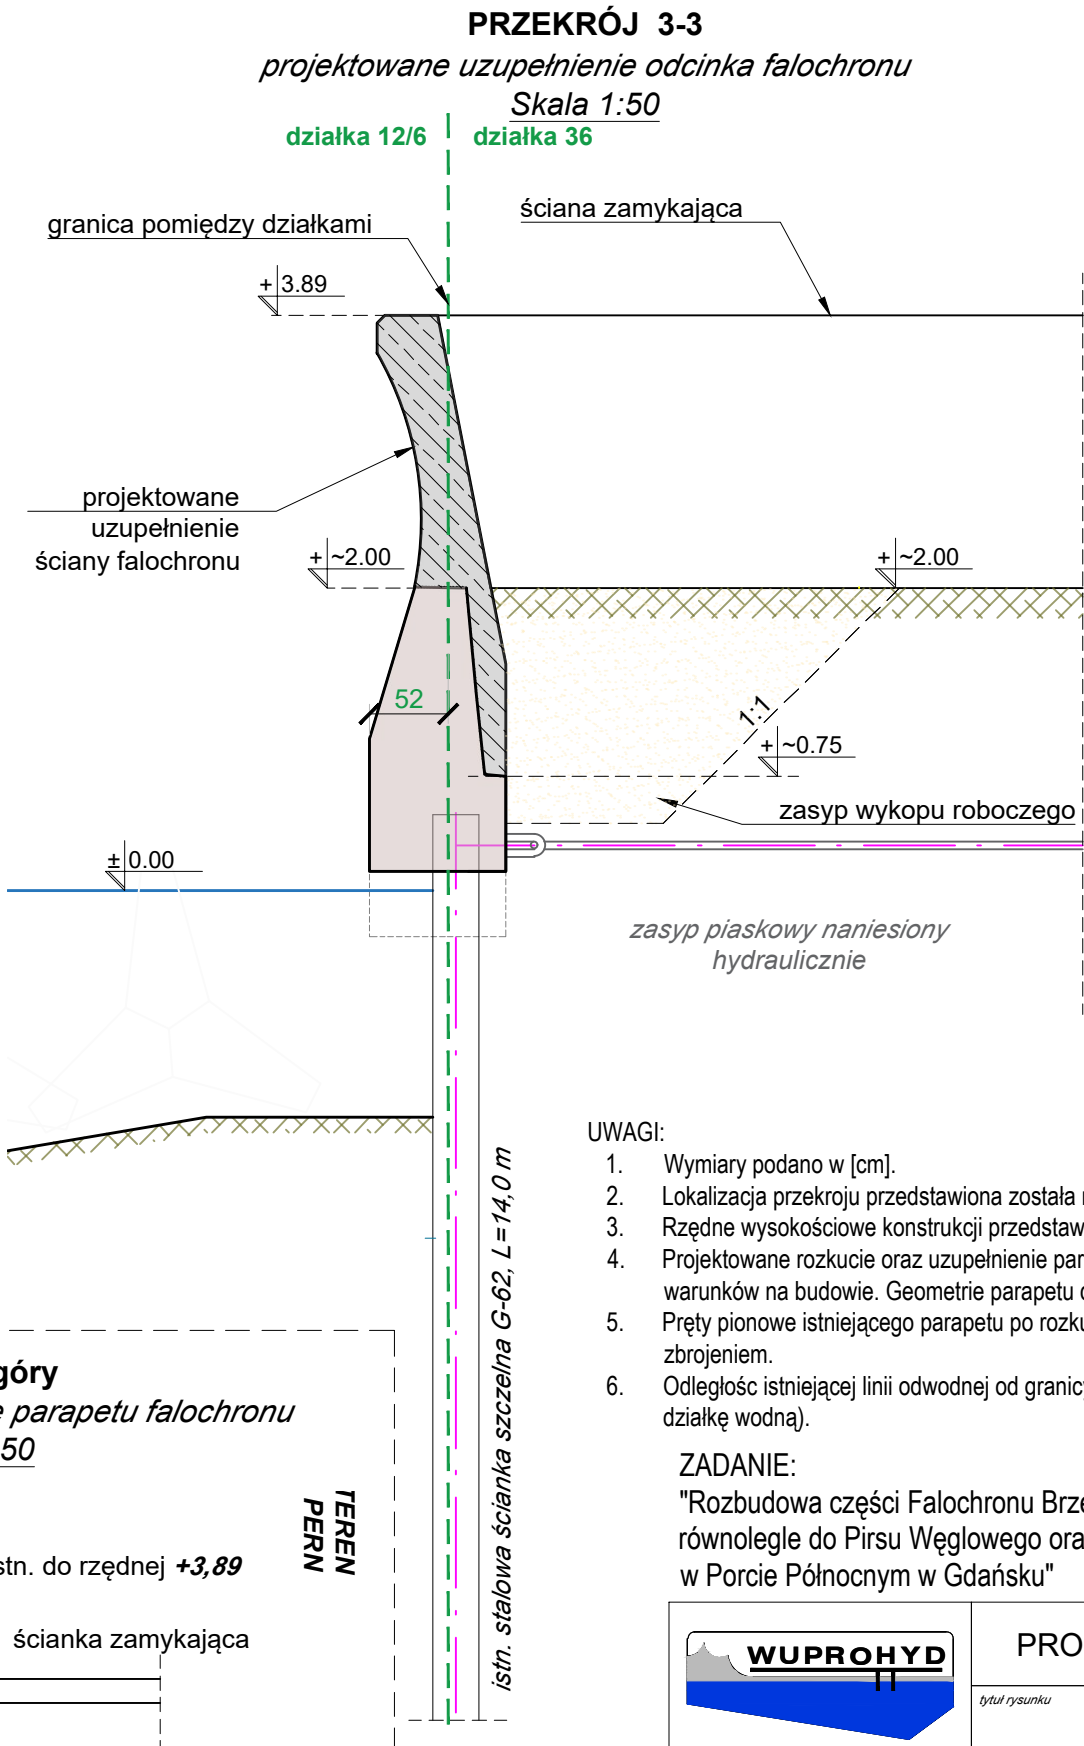 PRZEKRÓJ 3-3
projektowane uzupełnienie odcinka falochronu
Skala 1:50
działka 12/6 działka 36
granica pomiędzy działkami
ściana zamykająca
+ 3.89
projektowane
uzupełnienie
ściany falochronu
+ ~2.00
+ ~2.00
52
1:1
+ ~0.75
zasyp wykopu roboczego
± 0.00
zasyp piaskowy naniesiony
hydraulicznie
istn. stalowa ścianka szczelna G-62, L=14,0 m
UWAGI:
1. Wymiary podano w [cm].
2. Lokalizacja przekroju przedstawiona została
3. Rzędne wysokościowe konstrukcji przedstaw
4. Projektowane rozkucie oraz uzupełnienie par
warunków na budowie. Geometrie parapetu
5. Pręty pionowe istniejącego parapetu po rozku
zbrojeniem.
6. Odległośc istniejącej linii odwodnej od granic
działkę wodną).
góry
parapetu falochronu
50
TEREN
PERN
stn. do rzędnej +3,89
ścianka zamykająca
ZADANIE:
"Rozbudowa części Falochronu Brze
równolegle do Pirsu Węglowego ora
w Porcie Północnym w Gdańsku"
WUPROHYD
PRO
tytuł rysunku